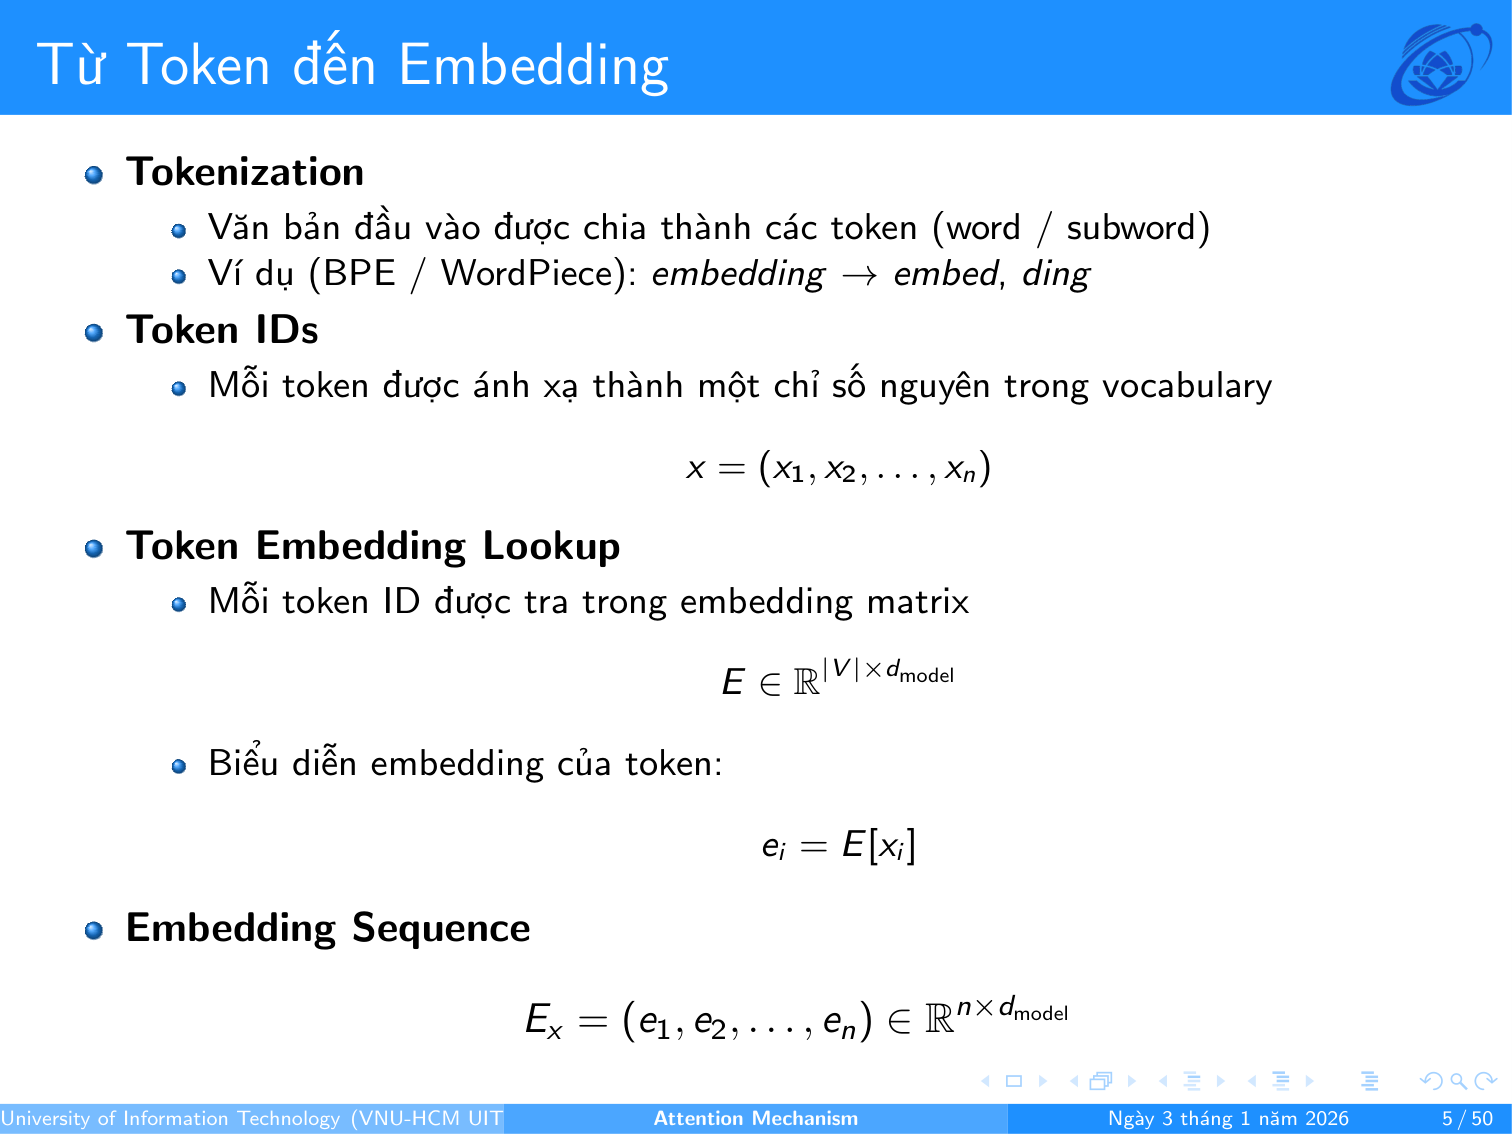 Từ Token đến Embedding
Tokenization
Văn bản đầu vào được chia thành các token (word / subword)
Ví dụ (BPE / WordPiece): embedding → embed, ding
Token IDs
Mỗi token được ánh xạ thành một chỉ số nguyên trong vocabulary
x = (x₁, x₂, . . . , xₙ)
Token Embedding Lookup
Mỗi token ID được tra trong embedding matrix
E ∈ ℝ^{|V|×d_model}
Biểu diễn embedding của token:
eᵢ = E[xᵢ]
Embedding Sequence
Eₓ = (e₁, e₂, . . . , eₙ) ∈ ℝ^{n×d_model}
University of Information Technology (VNU-HCM UIT
Attention Mechanism
Ngày 3 tháng 1 năm 2026
5 / 50